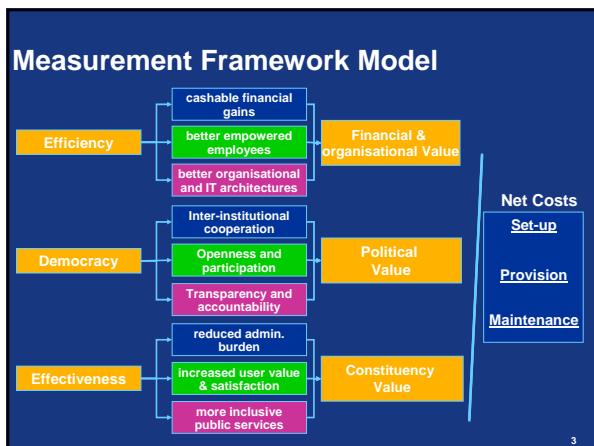 Measurement Framework Model
Efficiency
cashable financial
gains
better empowered
employees
better organisational
and IT architectures
Financial &
organisational Value
Democracy
Inter-institutional
cooperation
Openness and
participation
Transparency and
accountability
Political
Value
Effectiveness
reduced admin.
burden
increased user value
& satisfaction
more inclusive
public services
Constituency
Value
Net Costs
Set-up
Provision
Maintenance
3